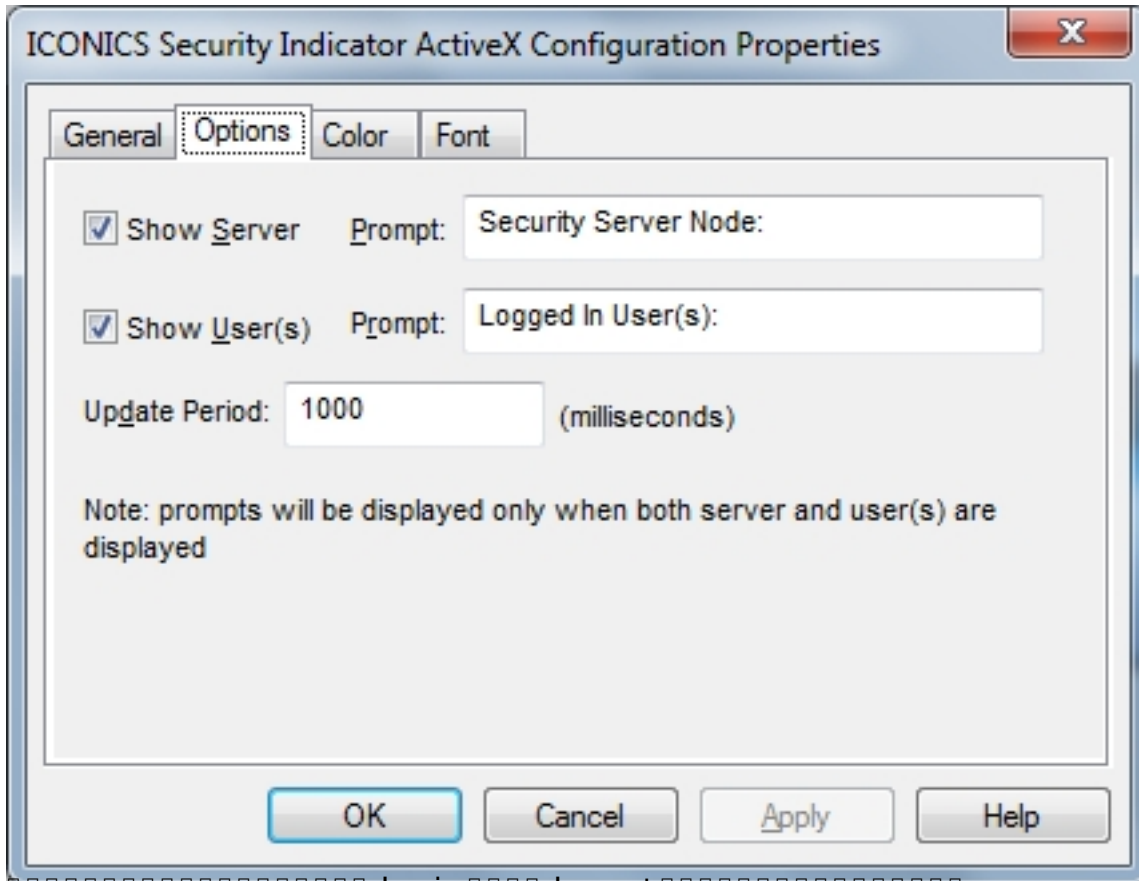 ICONICS Security Indicator ActiveX Configuration Properties
General Options Color Font
Show Server Prompt: Security Server Node:
Show User(s) Prompt: Logged In User(s):
Update Period: 1000 (milliseconds)
Note: prompts will be displayed only when both server and user(s) are
displayed
OK Cancel Apply Help